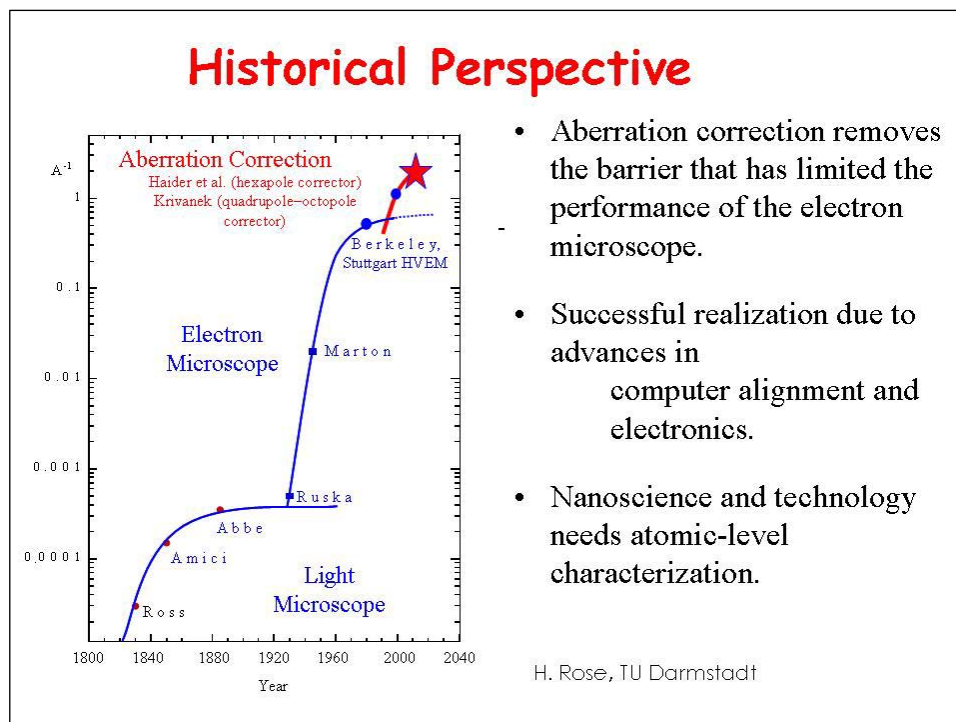 Historical Perspective
A-1
1
0.1
0.01
0.001
0.0001
Aberration Correction
Haider et al. (hexapole corrector)
Krivanek (quadrupole–octopole
corrector)
Berkeley,
Stuttgart HVEM
Electron
Microscope
Marton
Ruska
Abbe
Amici
Light
Microscope
Ross
1800 1840 1880 1920 1960 2000 2040
Year
-
• Aberration correction removes
the barrier that has limited the
performance of the electron
microscope.
• Successful realization due to
advances in
computer alignment and
electronics.
• Nanoscience and technology
needs atomic-level
characterization.
H. Rose, TU Darmstadt